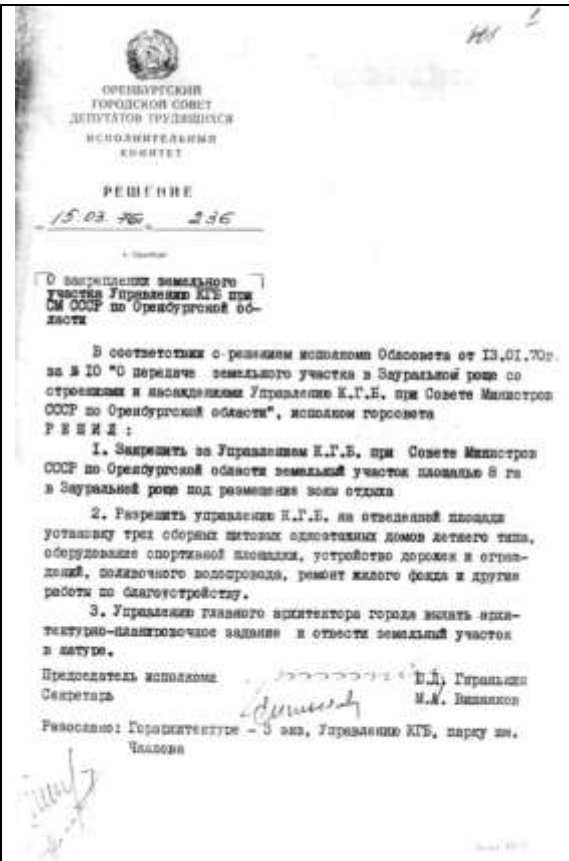 ОРЕНБУРГСКИЙ
ГОРОДСКОЙ СОВЕТ
ДЕПУТАТОВ ТРУДЯЩИХСЯ
ИСПОЛНИТЕЛЬНЫЙ
КОМИТЕТ
РЕШЕНИЕ
15.03. 236
г. Оренбург
О закреплении земельного
участка Управлению КГБ при
СМ СССР по Оренбургской об-
ласти
В соответствии с решением исполкома Облсовета от 13.01.70г.
за № 10 "О передаче земельного участка в Зауральной роще со
строениями и насаждениями Управлению К.Г.Б. при Совете Министров
СССР по Оренбургской области", исполком горсовета
РЕШИЛ:
1. Закрепить за Управлением К.Г.Б. при Совете Министров
СССР по Оренбургской области земельный участок площадью 8 га
в Зауральной роще под размещение зоны отдыха
2. Разрешить управлению К.Г.Б. на отведенной площади
установку трех сборных щитовых одноэтажных домов летнего типа,
оборудование спортивной площадки, устройство дорожек и ограж-
дений, поливочного водопровода, ремонт жилого фонда и другие
работы по благоустройству.
3. Управлению главного архитектора города выдать архи-
тектурно-планировочное задание и отвести земельный участок
в натуре.
Председатель исполкома Ю.Д. Гаранькин
Секретарь М.А. Вишняков
Разослано: Горархитектуре - 3 экз, Управлению КГБ, парку им.
Чкалова